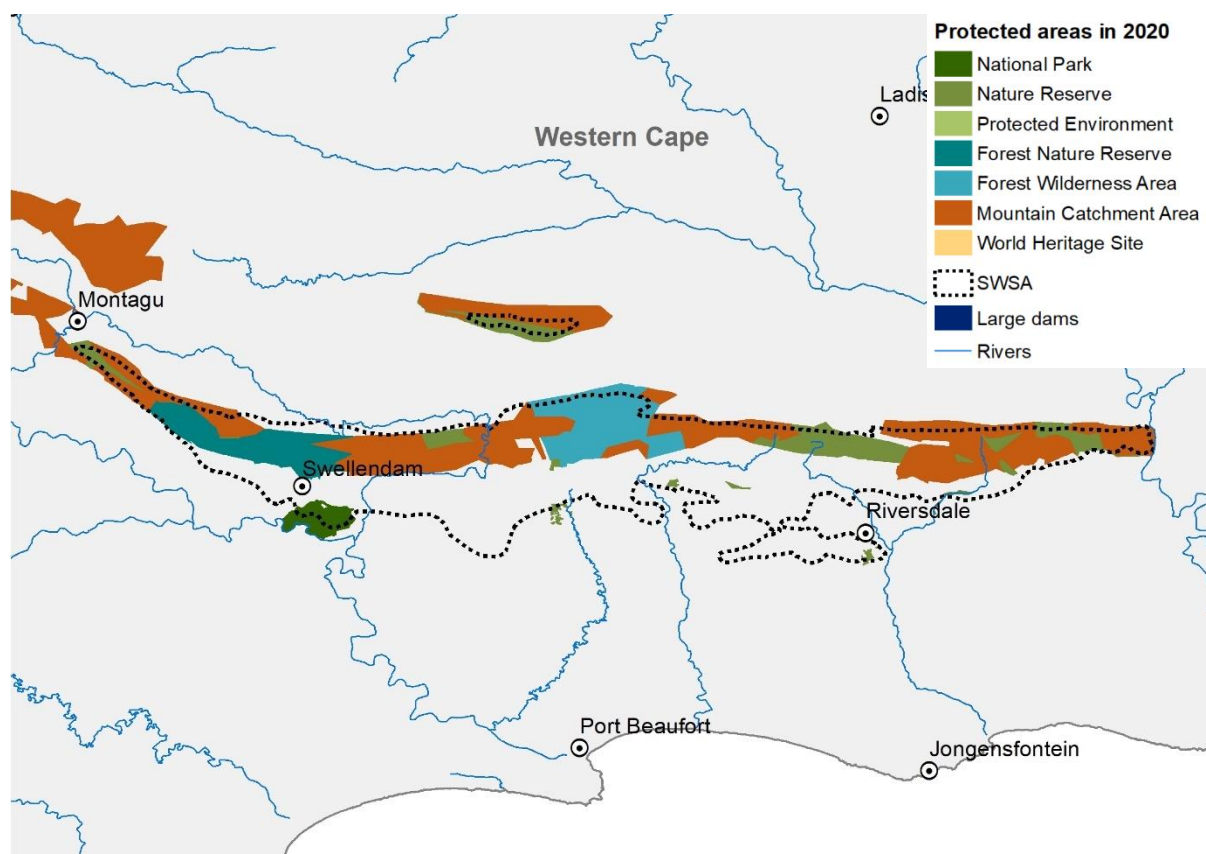 Protected areas in 2020
National Park
Nature Reserve
Protected Environment
Forest Nature Reserve
Forest Wilderness Area
Mountain Catchment Area
World Heritage Site
SWSA
Large dams
Rivers
Ladis
Western Cape
Montagu
Swellendam
Riversdale
Port Beaufort
Jongensfontein